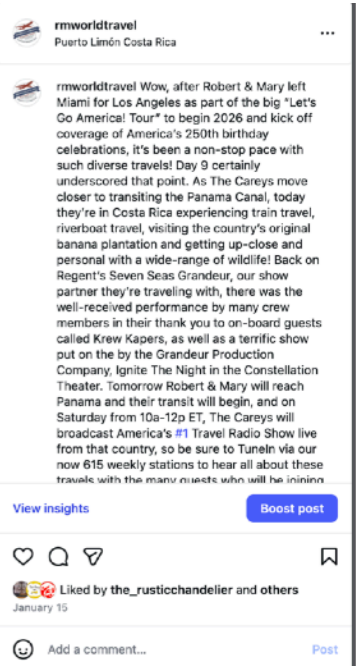 rmworldtravel
Puerto Limón Costa Rica
rmworldtravel Wow, after Robert & Mary left
Miami for Los Angeles as part of the big "Let's
Go America! Tour" to begin 2026 and kick off
coverage of America's 250th birthday
celebrations, it's been a non-stop pace with
such diverse travels! Day 9 certainly
underscored that point. As The Careys move
closer to transiting the Panama Canal, today
they're in Costa Rica experiencing train travel,
riverboat travel, visiting the country's original
banana plantation and getting up-close and
personal with a wide-range of wildlife! Back on
Regent's Seven Seas Grandeur, our show
partner they're traveling with, there was the
well-received performance by many crew
members in their thank you to on-board guests
called Krew Kapers, as well as a terrific show
put on the by the Grandeur Production
Company, Ignite The Night in the Constellation
Theater. Tomorrow Robert & Mary will reach
Panama and their transit will begin, and on
Saturday from 10a-12p ET, The Careys will
broadcast America's #1 Travel Radio Show live
from that country, so be sure to TuneIn via our
now 615 weekly stations to hear all about these
travels with the many guests who will be joining
View insights
Boost post
Liked by the_rusticchandelier and others
January 15
Add a comment...
Post